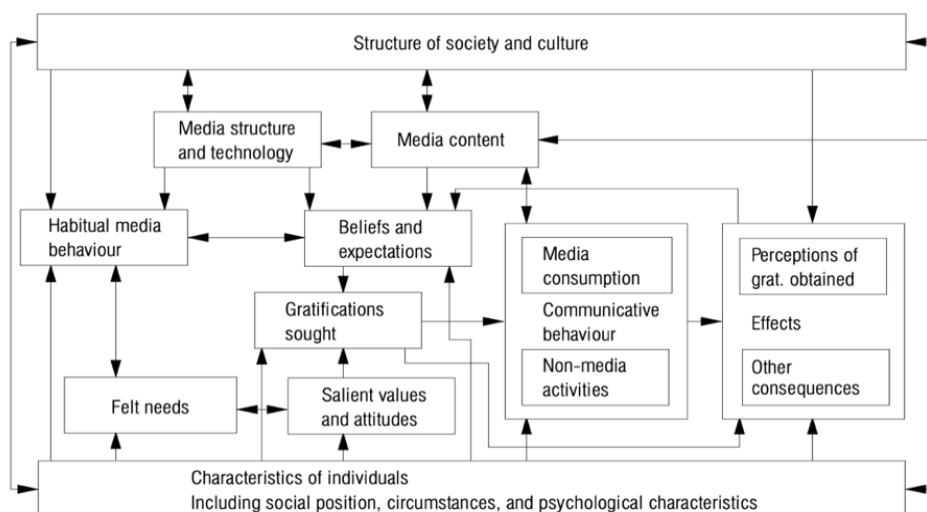 Structure of society and culture
Media structure
and technology
Media content
Habitual media
behaviour
Beliefs and
expectations
Media
consumption
Perceptions of
grat. obtained
Gratifications
sought
Communicative
behaviour
Effects
Non-media
activities
Other
consequences
Felt needs
Salient values
and attitudes
Characteristics of individuals
Including social position, circumstances, and psychological characteristics